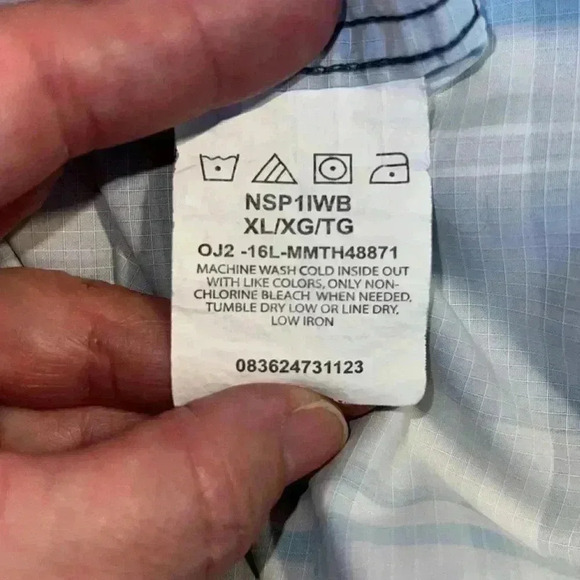 NSP1IWB
XL/XG/TG
OJ2 -16L-MMTH48871
MACHINE WASH COLD INSIDE OUT
WITH LIKE COLORS, ONLY NON-
CHLORINE BLEACH WHEN NEEDED,
TUMBLE DRY LOW OR LINE DRY,
LOW IRON
083624731123